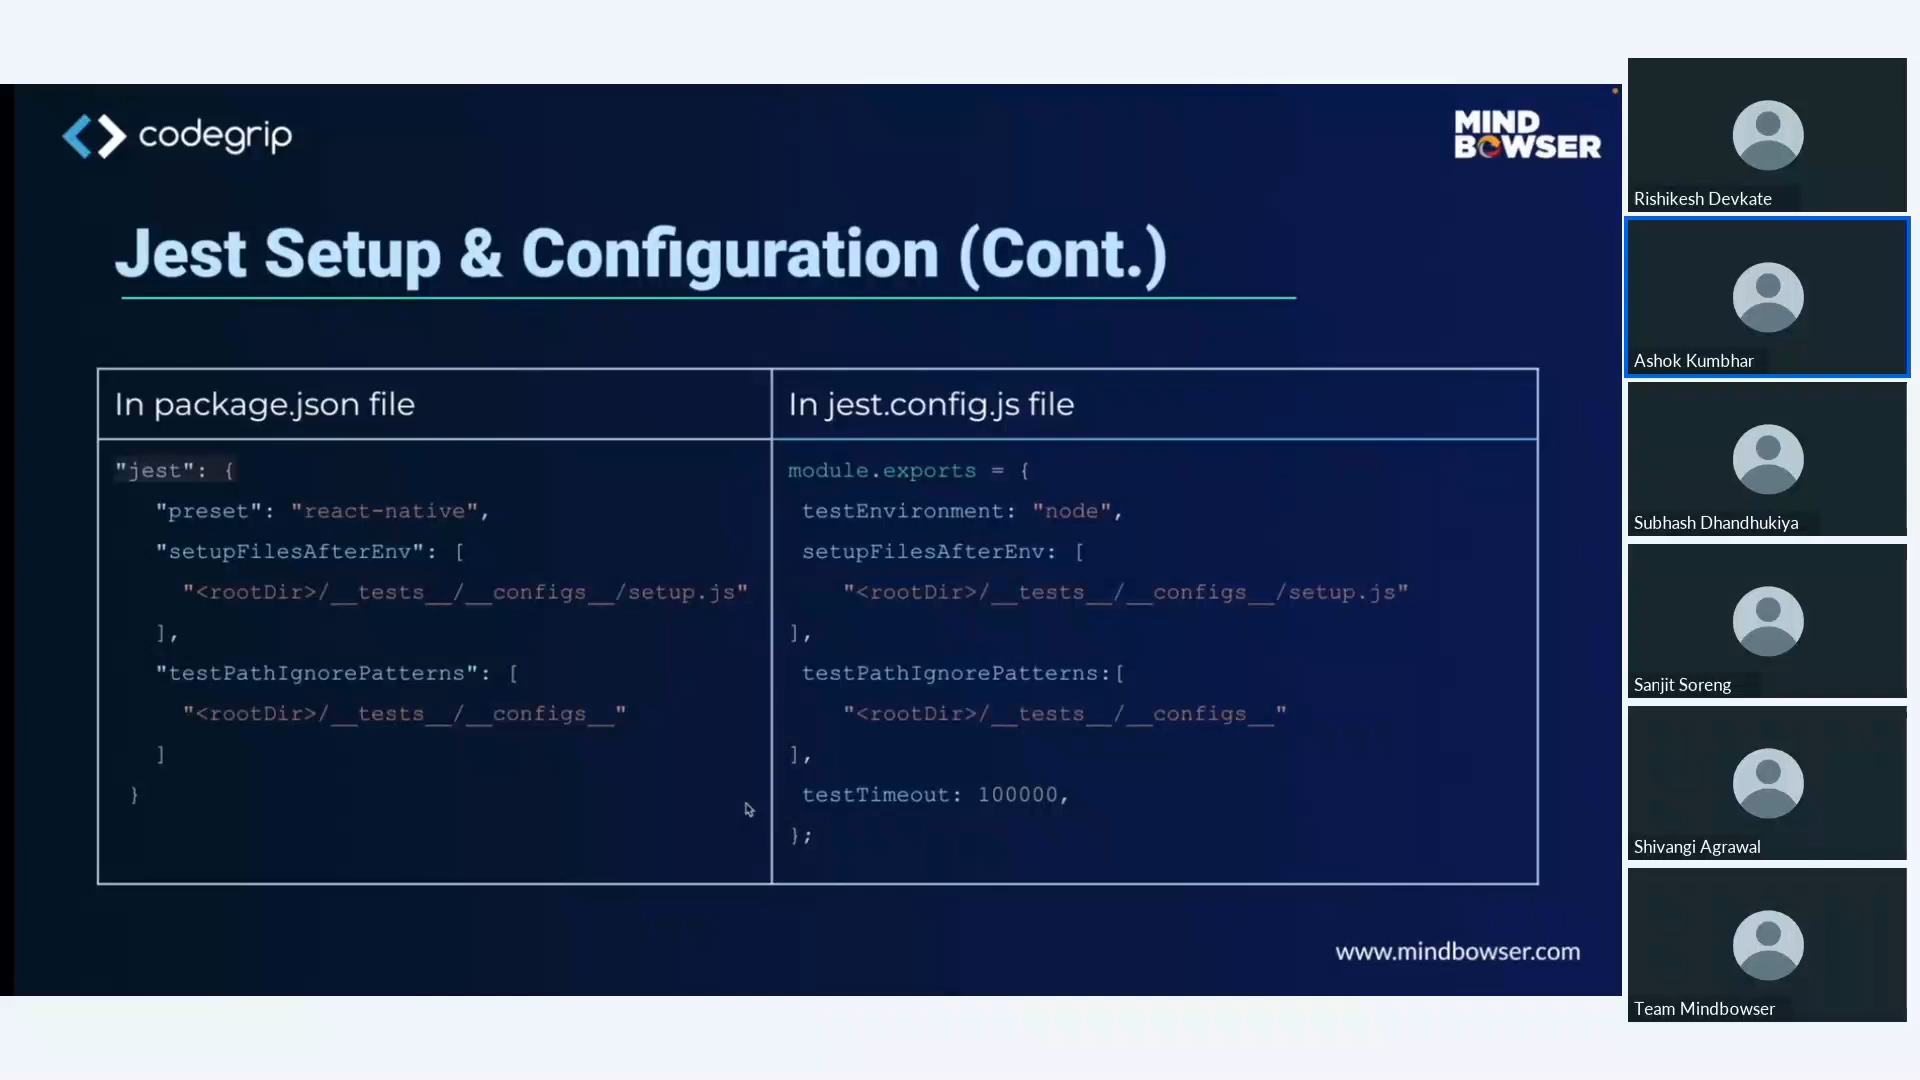 codegrip
MIND
BOWSER
Jest Setup & Configuration (Cont.)
In package.json file
"jest": {
"preset": "react-native",
"setupFilesAfterEnv": [
"<rootDir>/__tests__/__configs__/setup.js"
],
"testPathIgnorePatterns": [
"<rootDir>/__tests__/__configs__"
]
}
In jest.config.js file
module.exports = {
testEnvironment: "node",
setupFilesAfterEnv: [
"<rootDir>/__tests__/__configs__/setup.js"
],
testPathIgnorePatterns:[
"<rootDir>/__tests__/__configs__"
],
testTimeout: 100000,
};
www.mindbowser.com
Rishikesh Devkate
Ashok Kumbhar
Subhash Dhandhukiya
Sanjit Soreng
Shivangi Agrawal
Team Mindbowser